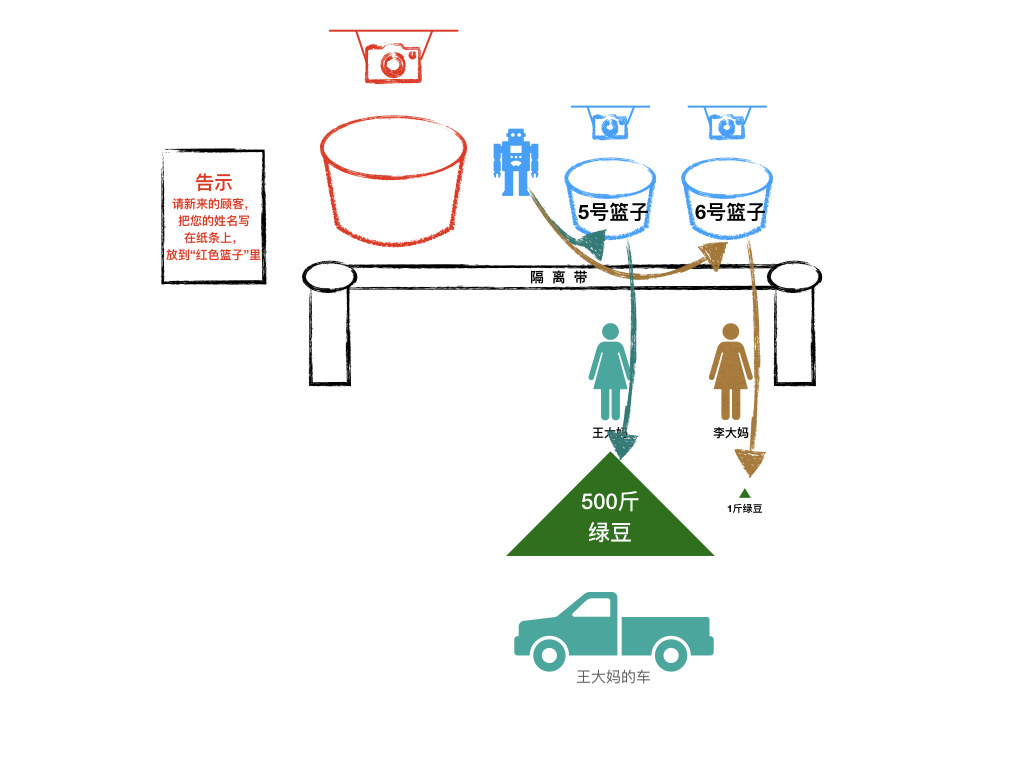 告示
请新来的顾客，
把您的姓名写
在纸条上，
放到“红色篮子”里
5号篮子
6号篮子
隔 离 带
王大妈
李大妈
500斤
绿豆
1斤绿豆
王大妈的车